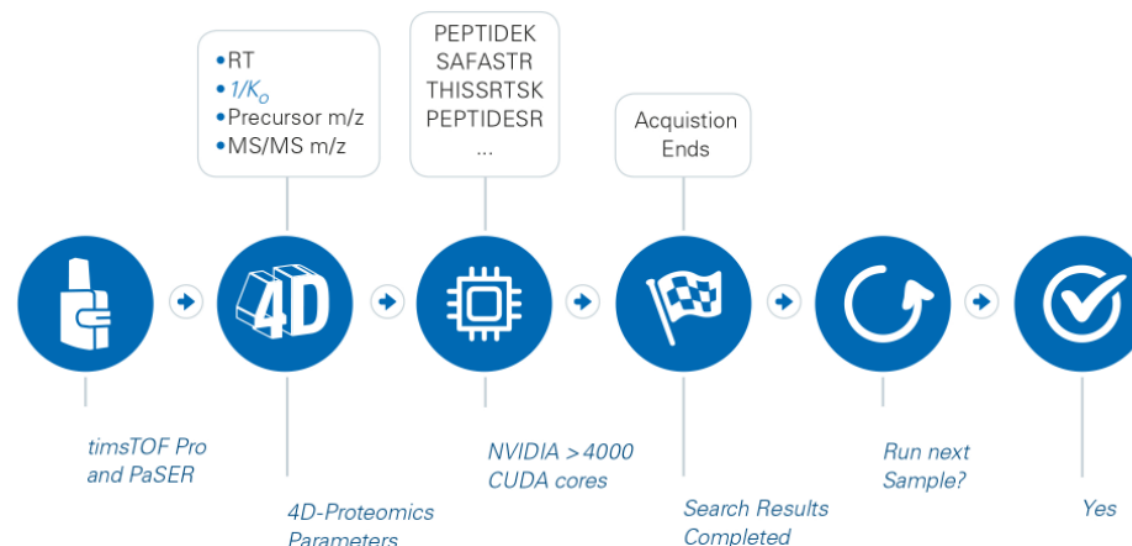 • RT
• 1/K₀
• Precursor m/z
• MS/MS m/z
PEPTIDEK
SAFASTR
THISSRTSK
PEPTIDESR
...
Acquistion
Ends
4D
timsTOF Pro
and PaSER
4D-Proteomics
Parameters
NVIDIA > 4000
CUDA cores
Search Results
Completed
Run next
Sample?
Yes